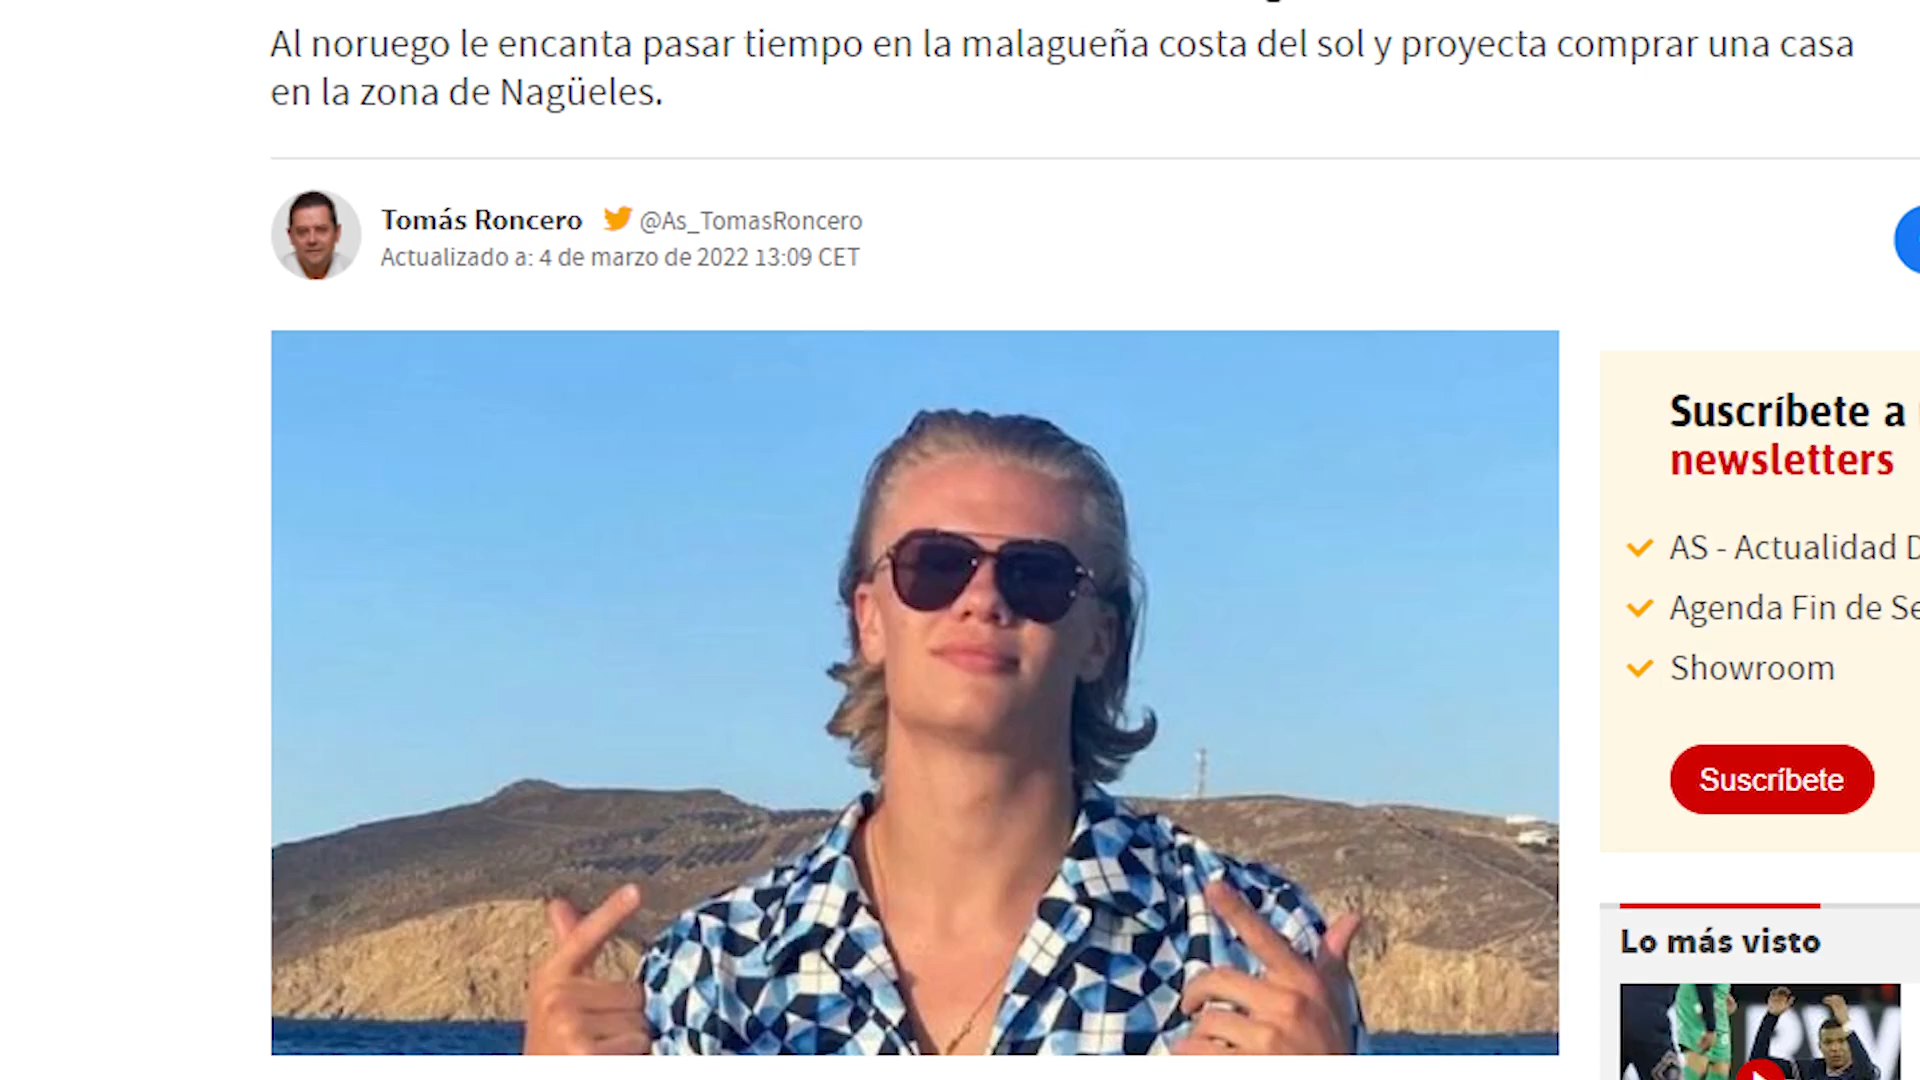 Al noruego le encanta pasar tiempo en la malagueña costa del sol y proyecta comprar una casa
en la zona de Nagüeles.
Tomás Roncero @As_TomasRoncero
Actualizado a: 4 de marzo de 2022 13:09 CET
Suscríbete a
newsletters
AS - Actualidad
Agenda Fin de
Showroom
Suscríbete
Lo más visto